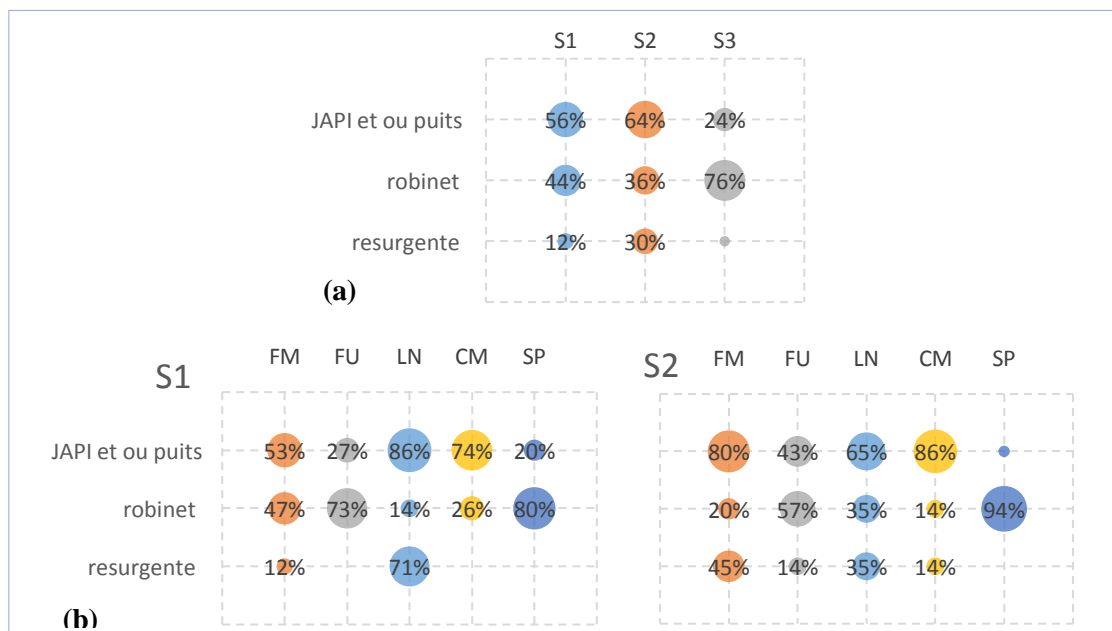 S1 S2 S3
JAPI et ou puits 56% 64% 24%
robinet 44% 36% 76%
resurgente 12% 30%
(a)
S1 FM FU LN CM SP
JAPI et ou puits 53% 27% 86% 74% 20%
robinet 47% 73% 14% 26% 80%
resurgente 12% 71%
S2 FM FU LN CM SP
80% 43% 65% 86%
20% 57% 35% 14% 94%
45% 14% 35% 14%
(b)